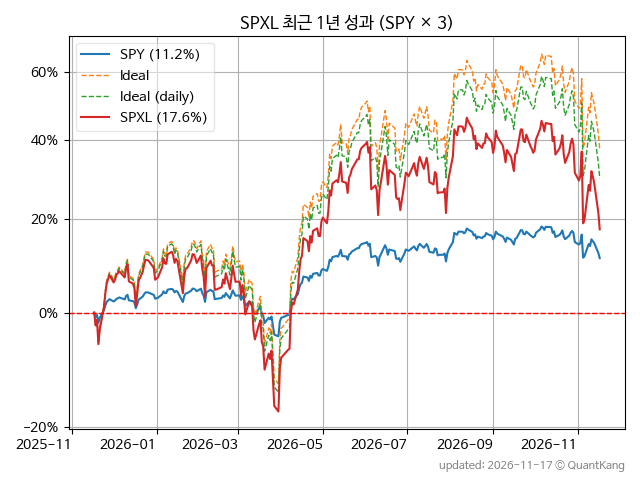 SPXL 최근 1년 성과 (SPY × 3)
SPY (11.2%)
Ideal
Ideal (daily)
SPXL (17.6%)
60%
40%
20%
0%
−20%
2025-11
2026-01
2026-03
2026-05
2026-07
2026-09
2026-11
updated: 2026-11-17 © QuantKang